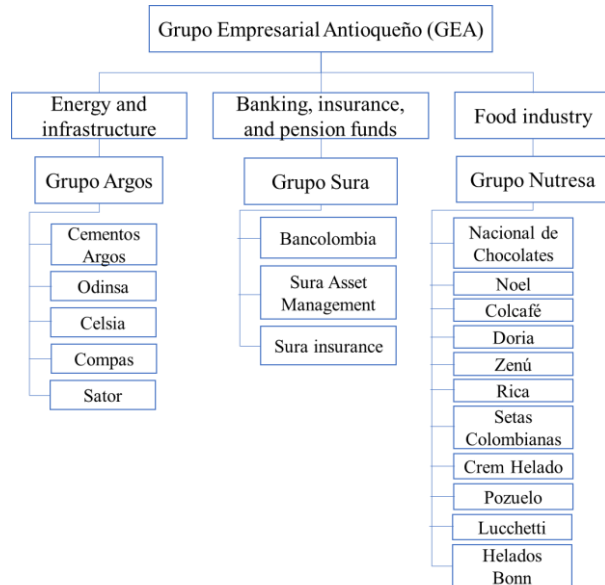 Grupo Empresarial Antioqueño (GEA)
Energy and
infrastructure
Banking, insurance,
and pension funds
Food industry
Grupo Argos
Grupo Sura
Grupo Nutresa
Cementos
Argos
Odinsa
Celsia
Compas
Sator
Bancolombia
Sura Asset
Management
Sura insurance
Nacional de
Chocolates
Noel
Colcafé
Doria
Zenú
Rica
Setas
Colombianas
Crem Helado
Pozuelo
Lucchetti
Helados
Bonn